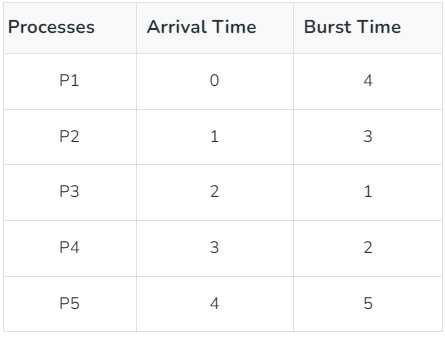 Processes Arrival Time Burst Time
P1 0 4
P2 1 3
P3 2 1
P4 3 2
P5 4 5